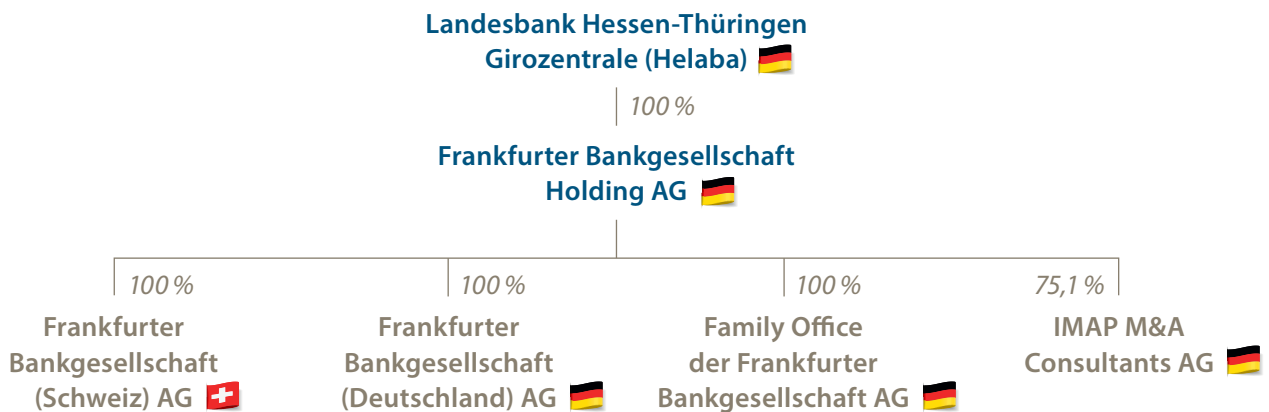 Landesbank Hessen-Thüringen
Girozentrale (Helaba)
100 %
Frankfurter Bankgesellschaft
Holding AG
100 %
100 %
100 %
75,1 %
Frankfurter
Bankgesellschaft
(Schweiz) AG
Frankfurter
Bankgesellschaft
(Deutschland) AG
Family Office
der Frankfurter
Bankgesellschaft AG
IMAP M&A
Consultants AG